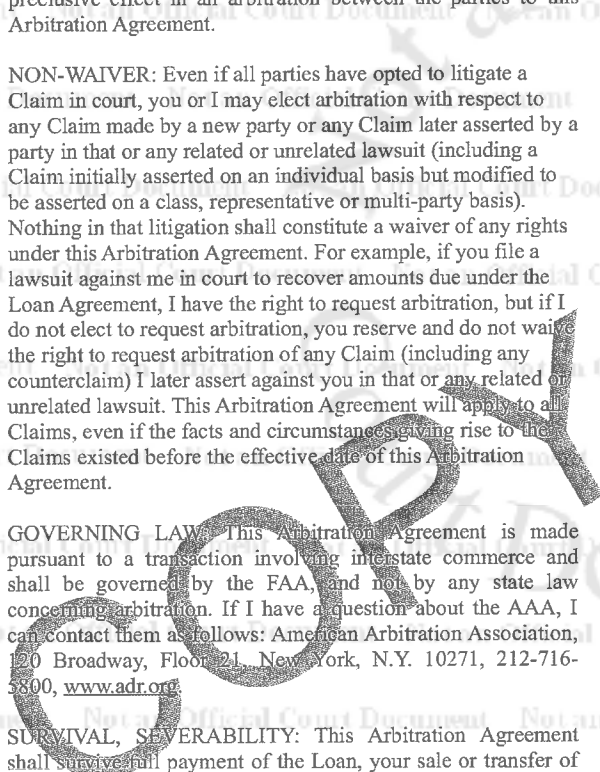 preclusive effect in an arbitration between the parties to this
Arbitration Agreement.
NON-WAIVER: Even if all parties have opted to litigate a
Claim in court, you or I may elect arbitration with respect to
any Claim made by a new party or any Claim later asserted by a
party in that or any related or unrelated lawsuit (including a
Claim initially asserted on an individual basis but modified to
be asserted on a class, representative or multi-party basis).
Nothing in that litigation shall constitute a waiver of any rights
under this Arbitration Agreement. For example, if you file a
lawsuit against me in court to recover amounts due under the
Loan Agreement, I have the right to request arbitration, but if I
do not elect to request arbitration, you reserve and do not waive
the right to request arbitration of any Claim (including any
counterclaim) I later assert against you in that or any related or
unrelated lawsuit. This Arbitration Agreement will apply to all
Claims, even if the facts and circumstances giving rise to the
Claims existed before the effective date of this Arbitration
Agreement.
GOVERNING LAW: This Arbitration Agreement is made
pursuant to a transaction involving interstate commerce and
shall be governed by the FAA, and not by any state law
concerning arbitration. If I have a question about the AAA, I
can contact them as follows: American Arbitration Association,
120 Broadway, Floor 21, New York, N.Y. 10271, 212-716-
5800, www.adr.org.
SURVIVAL, SEVERABILITY: This Arbitration Agreement
shall survive full payment of the Loan, your sale or transfer of
COPY
Not an Official Court Document